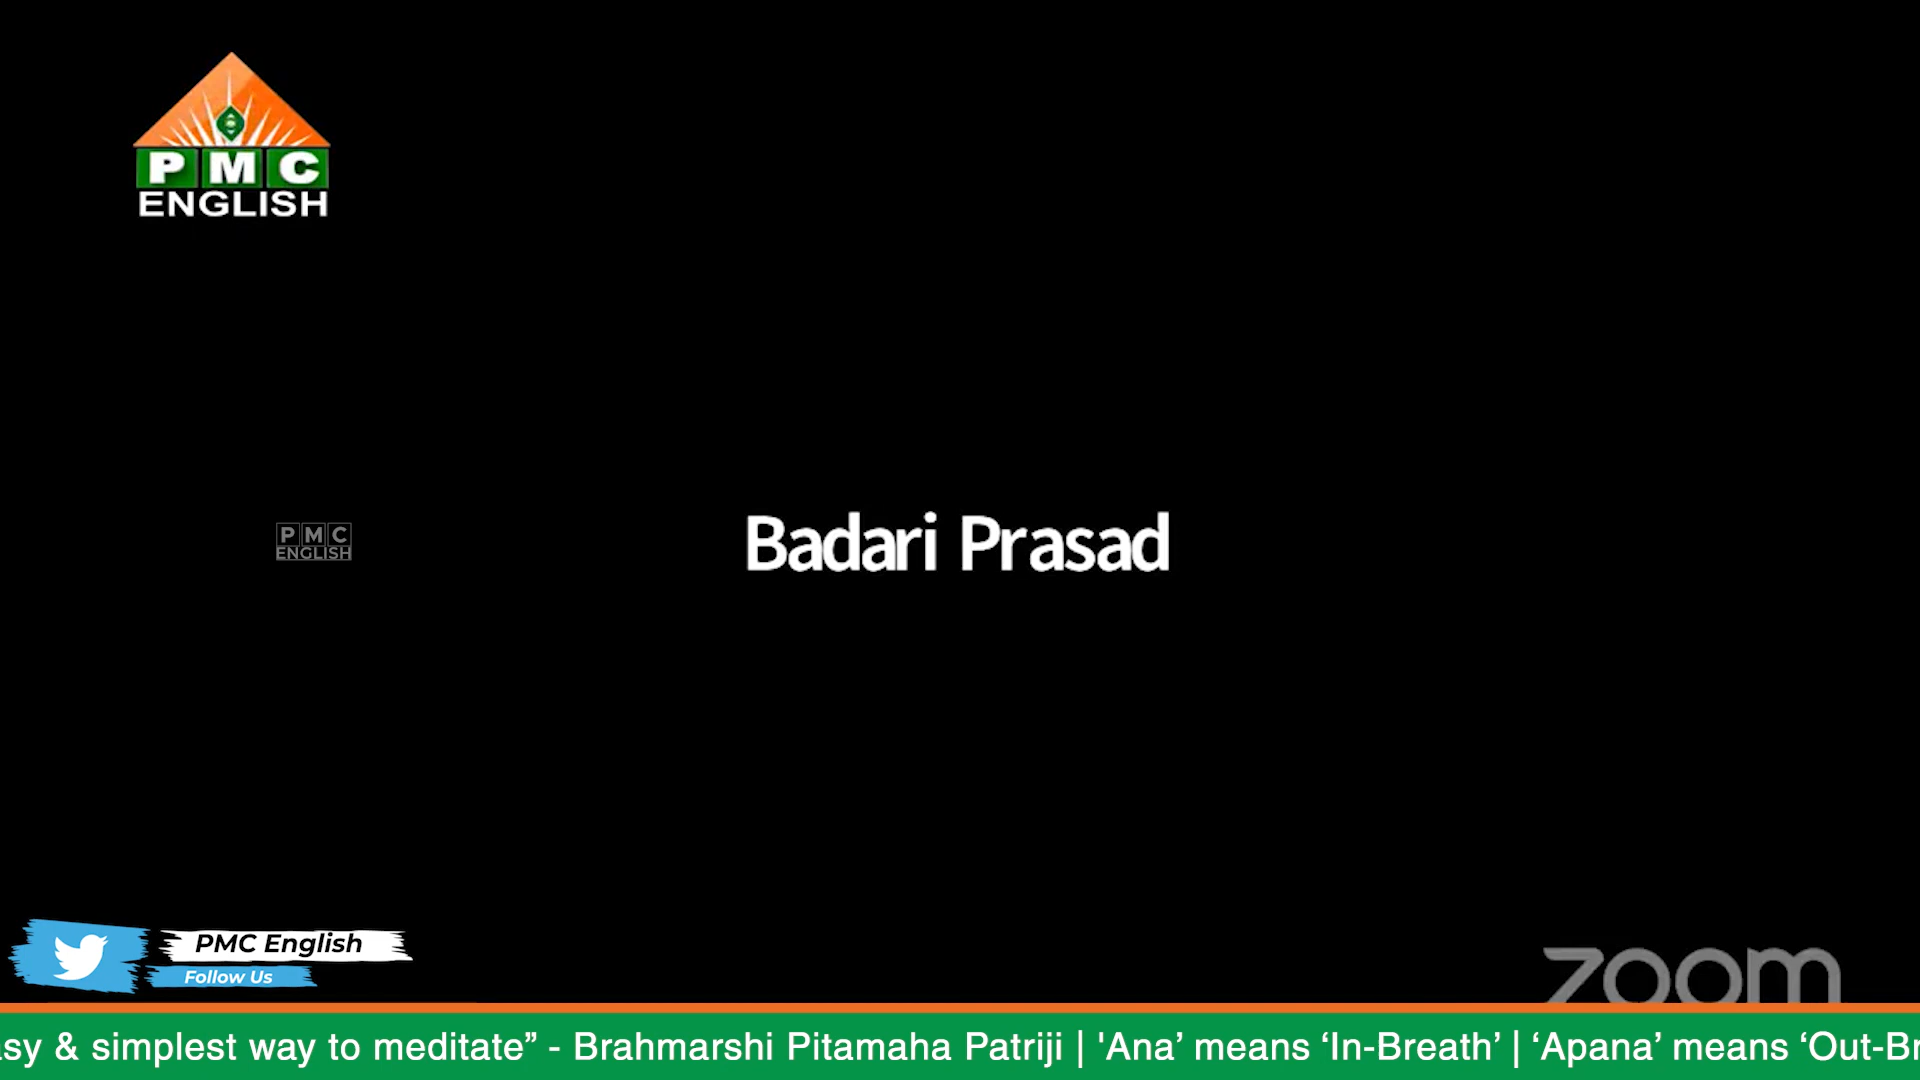 PMC
ENGLISH
PMC
ENGLISH
Badari Prasad
PMC English
Follow Us
zoom
& simplest way to meditate” - Brahmarshi Pitamaha Patriji | 'Ana’ means ‘In-Breath’ | ‘Apana’ means ‘Out-